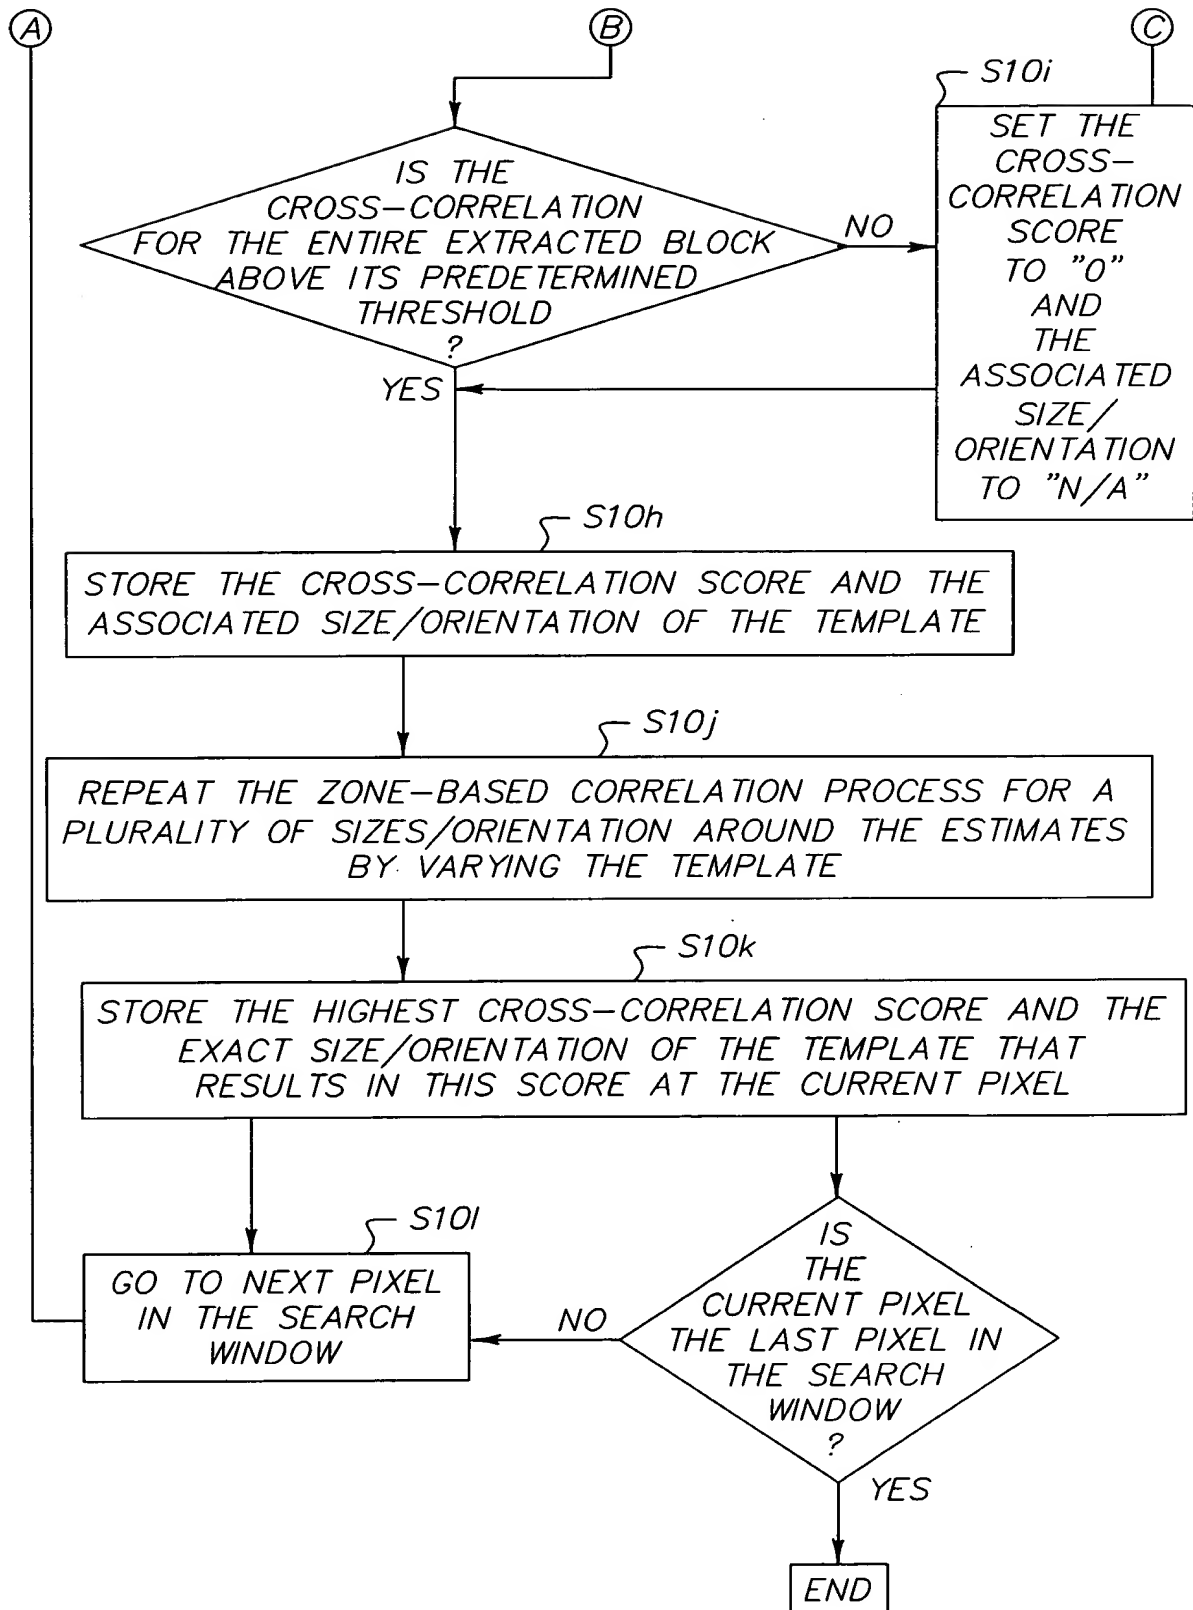 A
B
C
S10i
IS THE
CROSS-CORRELATION
FOR THE ENTIRE EXTRACTED BLOCK
ABOVE ITS PREDETERMINED
THRESHOLD
?
NO
SET THE
CROSS-
CORRELATION
SCORE
TO "0"
AND
THE
ASSOCIATED
SIZE/
ORIENTATION
TO "N/A"
YES
S10h
STORE THE CROSS-CORRELATION SCORE AND THE
ASSOCIATED SIZE/ORIENTATION OF THE TEMPLATE
S10j
REPEAT THE ZONE-BASED CORRELATION PROCESS FOR A
PLURALITY OF SIZES/ORIENTATION AROUND THE ESTIMATES
BY VARYING THE TEMPLATE
S10k
STORE THE HIGHEST CROSS-CORRELATION SCORE AND THE
EXACT SIZE/ORIENTATION OF THE TEMPLATE THAT
RESULTS IN THIS SCORE AT THE CURRENT PIXEL
S10l
GO TO NEXT PIXEL
IN THE SEARCH
WINDOW
NO
IS
THE
CURRENT PIXEL
THE LAST PIXEL IN
THE SEARCH
WINDOW
?
YES
END